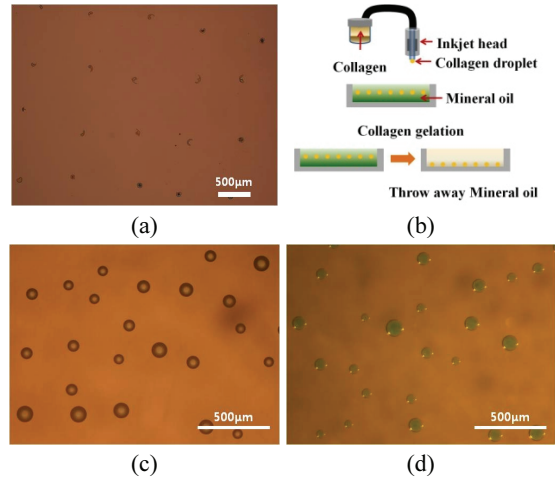 500μm
(a)
Inkjet head
Collagen droplet
Collagen
Mineral oil
Collagen gelation
Throw away Mineral oil
(b)
500μm
(c)
500μm
(d)